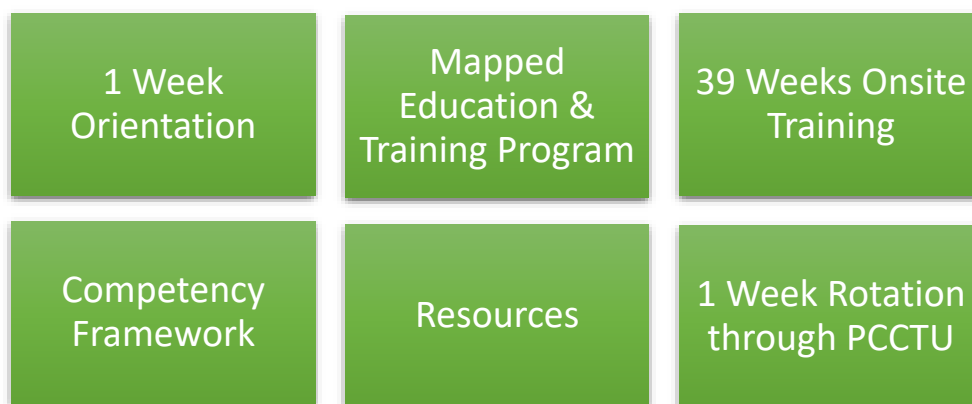 1 Week
Orientation
Mapped
Education &
Training Program
39 Weeks Onsite
Training
Competency
Framework
Resources
1 Week Rotation
through PCCTU